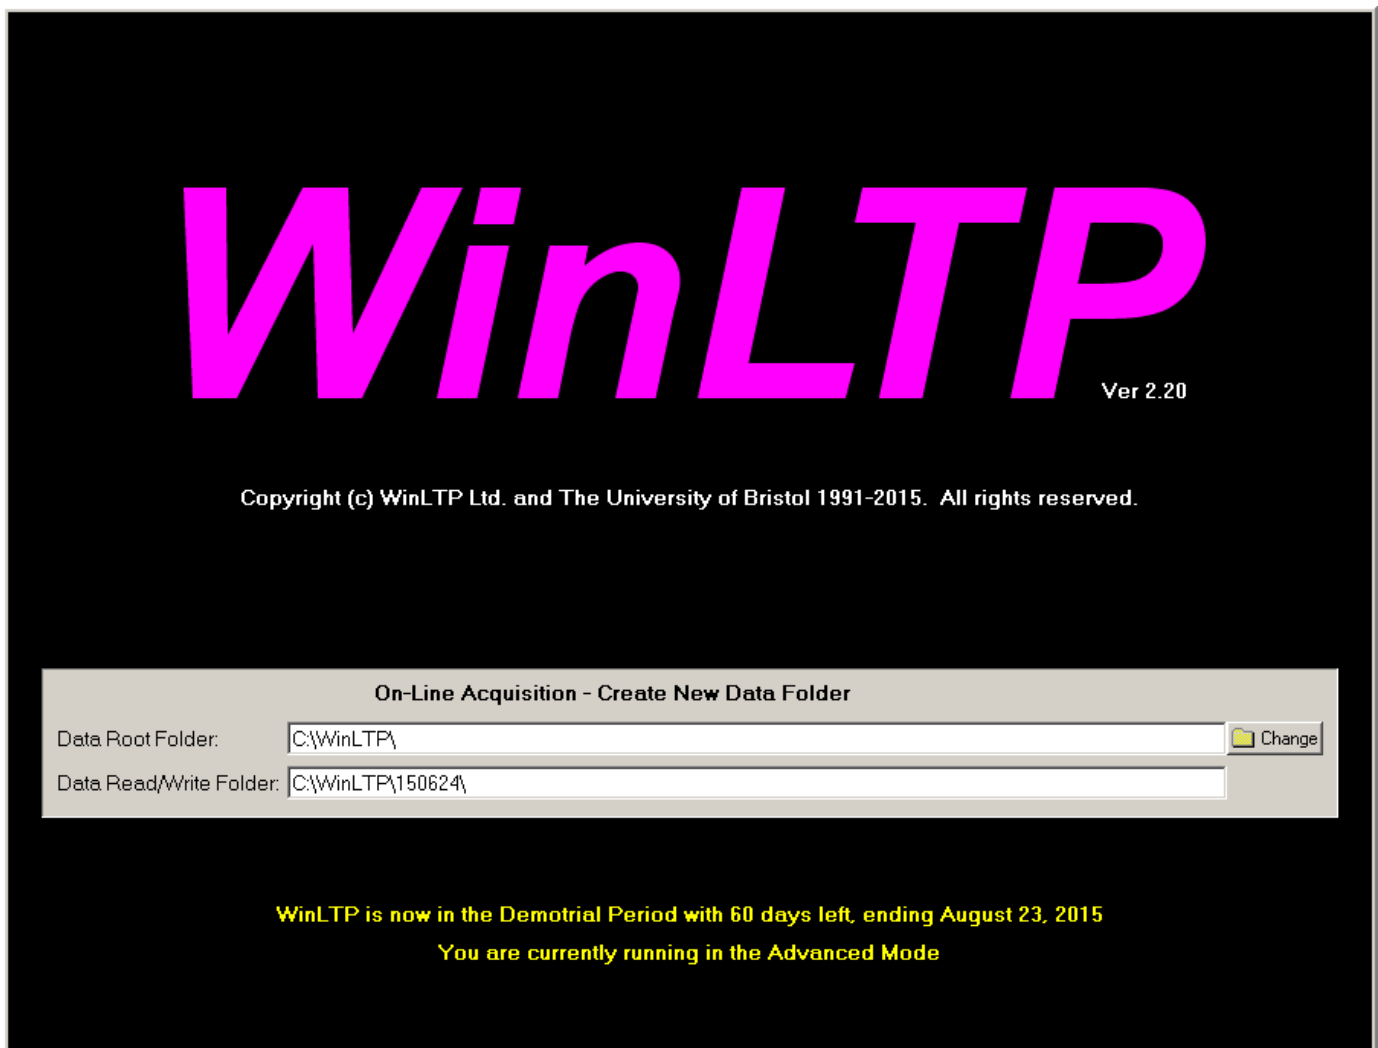 WinLTP
Ver 2.20
Copyright (c) WinLTP Ltd. and The University of Bristol 1991-2015.  All rights reserved.
On-Line Acquisition - Create New Data Folder
Data Root Folder: C:\WinLTP\ Change
Data Read/Write Folder: C:\WinLTP\150624\
WinLTP is now in the Demotrial Period with 60 days left, ending August 23, 2015
You are currently running in the Advanced Mode